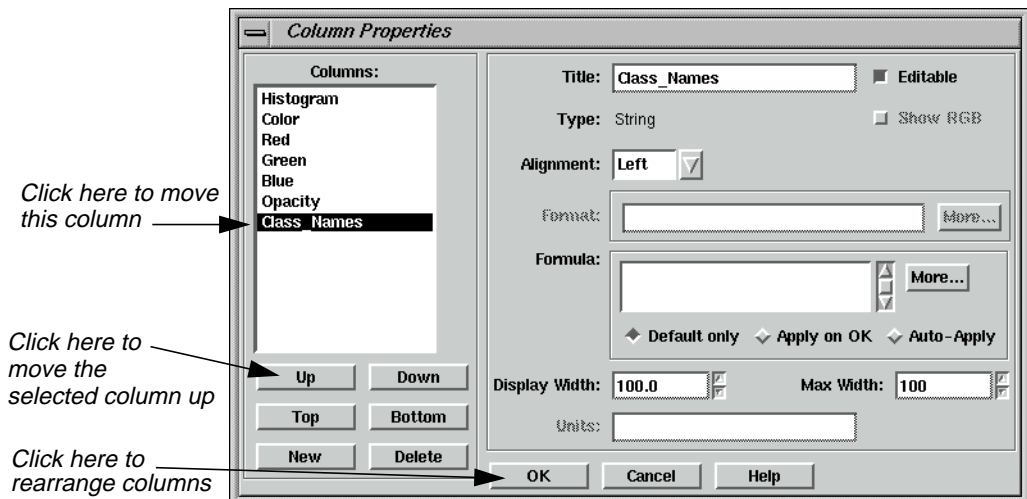 Column Properties
Columns:
Histogram
Color
Red
Green
Blue
Opacity
Class_Names
Up Down
Top Bottom
New Delete
Title: Class_Names Editable
Type: String Show RGB
Alignment: Left
Format: More...
Formula: More...
Default only Apply on OK Auto-Apply
Display Width: 100.0 Max Width: 100
Units:
OK Cancel Help
Click here to move
this column
Click here to
move the
selected column up
Click here to
rearrange columns